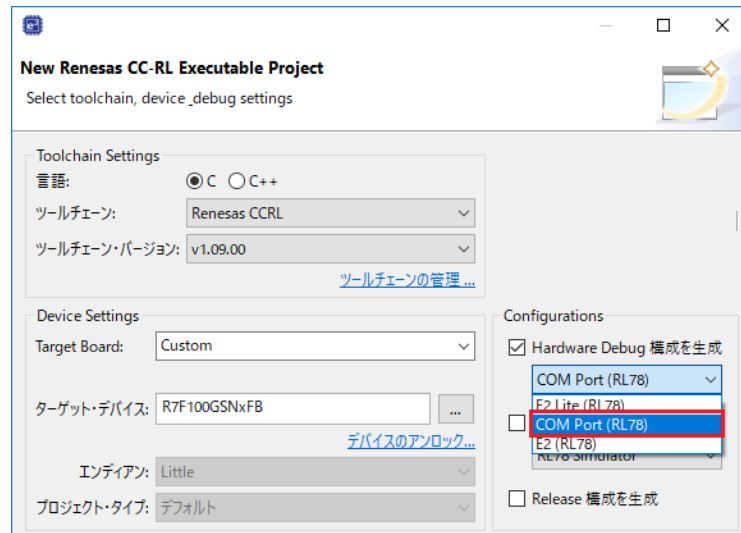 New Renesas CC-RL Executable Project
Select toolchain, device _debug settings
Toolchain Settings
言語: C C++
ツールチェーン: Renesas CCRL
ツールチェーン・バージョン: v1.09.00
ツールチェーンの管理 ...
Device Settings
Target Board: Custom
ターゲット・デバイス: R7F100GSNxFB ...
デバイスのアンロック...
エンディアン: Little
プロジェクト・タイプ: デフォルト
Configurations
Hardware Debug 構成を生成
COM Port (RL78)
E2 Lite (RL78)
COM Port (RL78)
E2 (RL78)
RL78 Simulator
Release 構成を生成